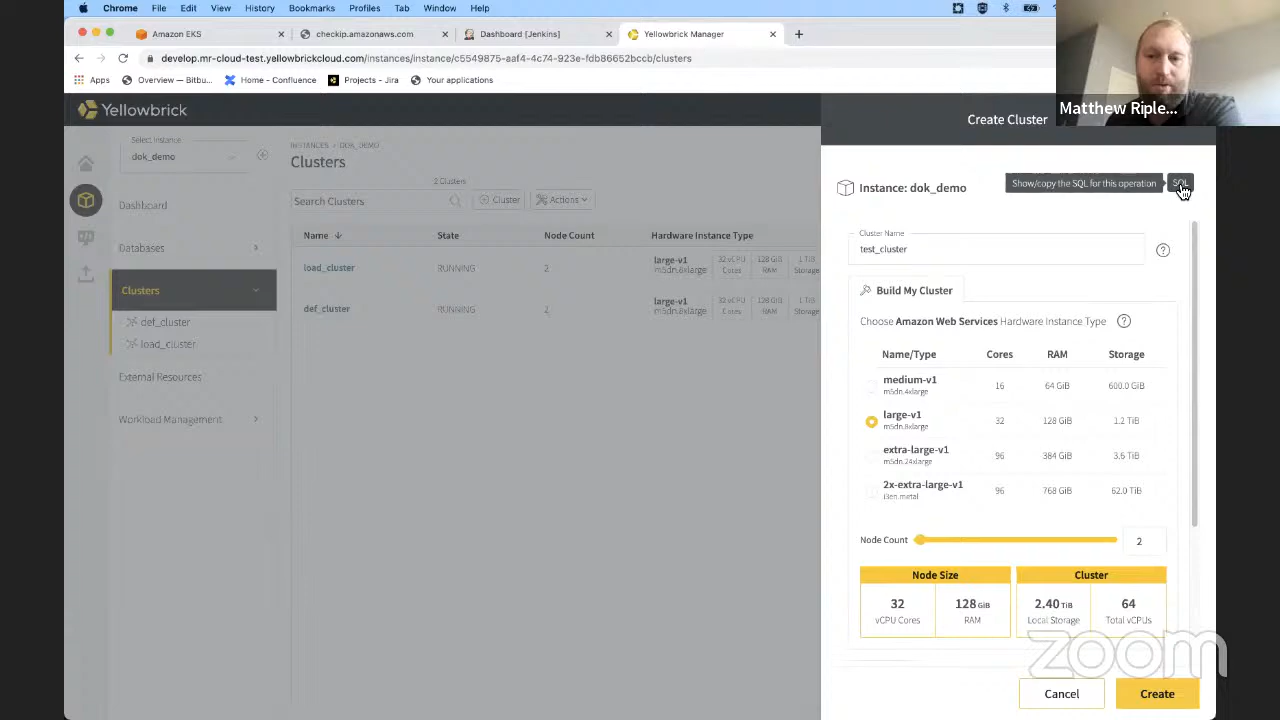 Chrome File Edit View History Bookmarks Profiles Tab Window Help
Amazon EKS
checkip.amazonaws.com
Dashboard [Jenkins]
Yellowbrick Manager
develop.mr-cloud-test.yellowbrickcloud.com/instances/instance/c5549875-aaf4-4c74-923e-fdb86652bccb/clusters
Apps
Overview — Bitbu...
Home - Confluence
Projects - Jira
Your Applications
Matthew Riple...
Yellowbrick
Create Cluster
Select Instance
dok_demo
Dashboard
Databases
Clusters
def_cluster
load_cluster
External Resources
Workload Management
INSTANCES > DOK_DEMO
Clusters
2 Clusters
Search Clusters
Cluster
Actions
Name State Node Count Hardware Instance Type
load_cluster RUNNING 2 large-v1 32 vCPU 128 GiB 1 TiB
m5dn.8xlarge Cores RAM Storage
def_cluster RUNNING 2 large-v1 32 vCPU 128 GiB 1 TiB
m5dn.8xlarge Cores RAM Storage
Instance: dok_demo
Show/copy the SQL for this operation
SQL
Cluster Name
test_cluster
Build My Cluster
Choose Amazon Web Services Hardware Instance Type
Name/Type Cores RAM Storage
medium-v1 16 64 GiB 600.0 GiB
m5dn.4xlarge
large-v1 32 128 GiB 1.2 TiB
m5dn.8xlarge
extra-large-v1 96 384 GiB 3.6 TiB
m5dn.24xlarge
2x-extra-large-v1 96 768 GiB 62.0 TiB
i3en.metal
Node Count 2
Node Size Cluster
32 128 GiB 2.40 TiB 64
vCPU Cores RAM Local Storage Total vCPUs
zoom
Cancel Create